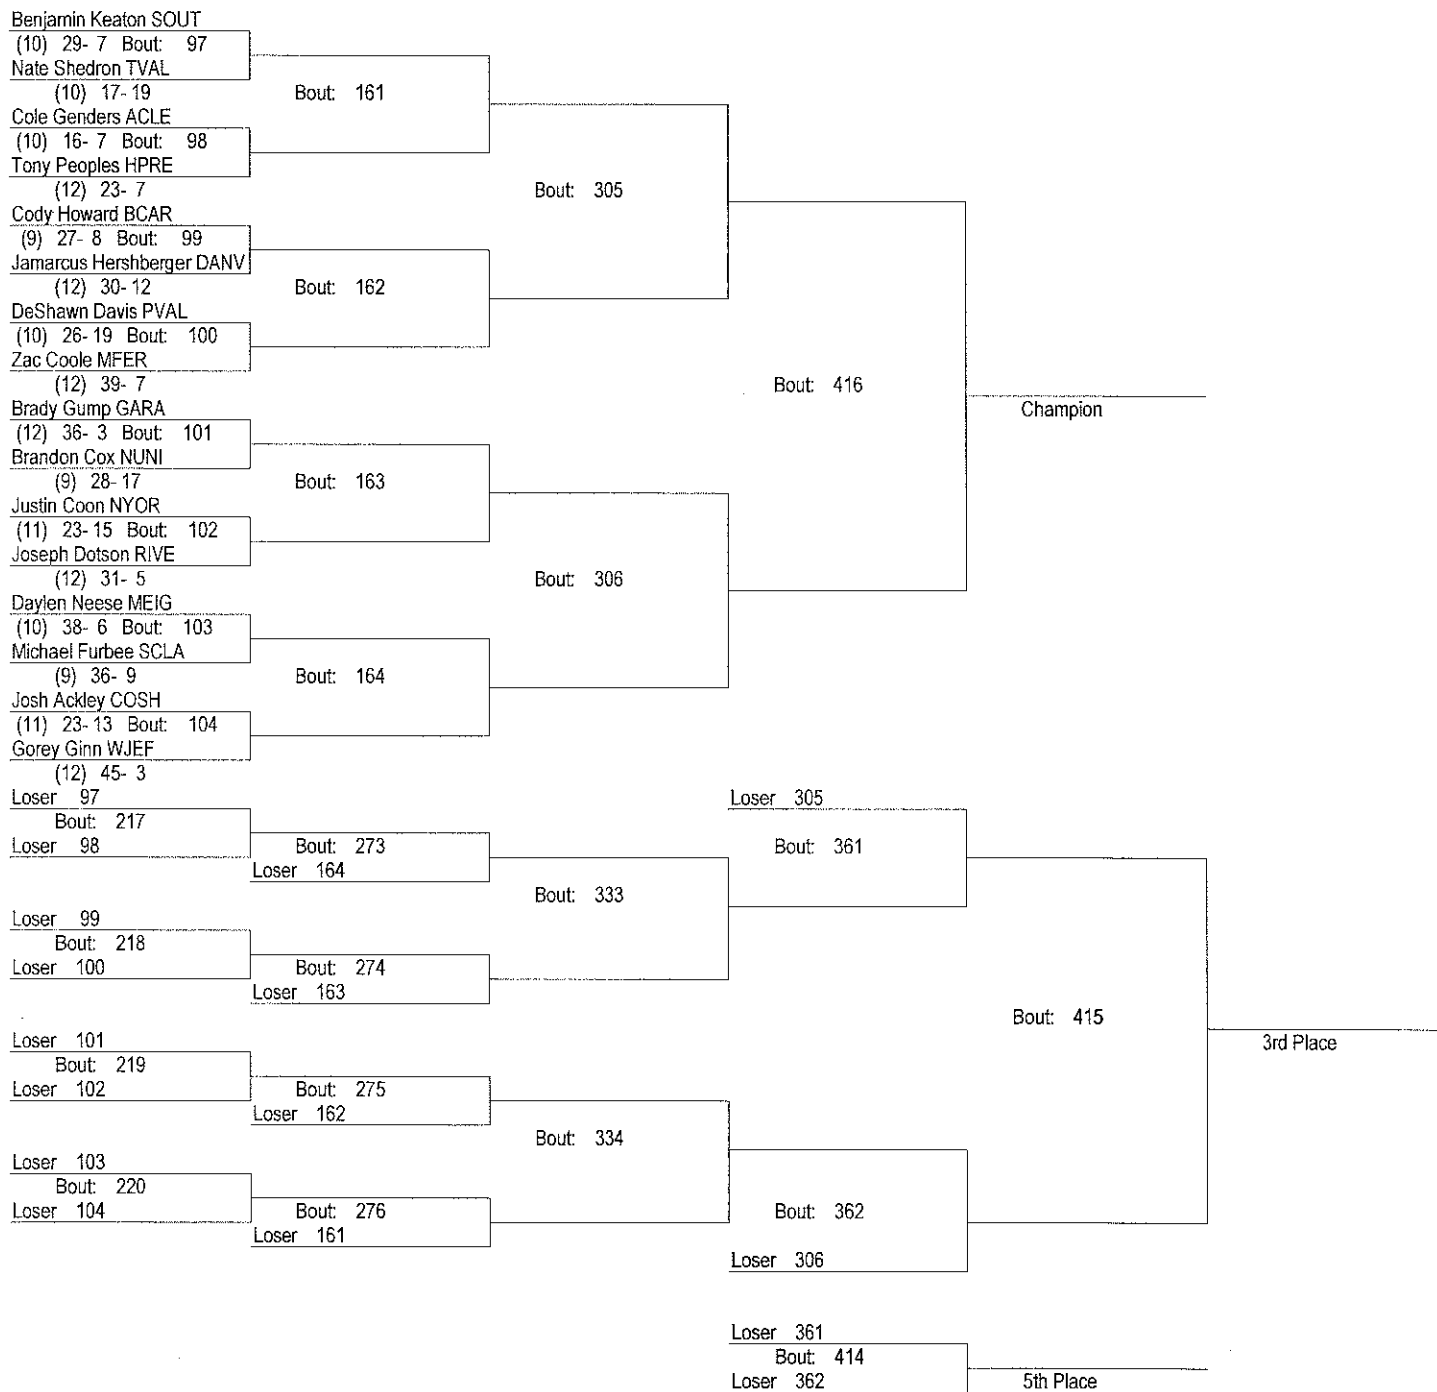 Benjamin Keaton SOUT
(10) 29- 7 Bout: 97
Nate Shedron TVAL
(10) 17- 19
Bout: 161
Cole Genders ACLE
(10) 16- 7 Bout: 98
Tony Peoples HPRE
(12) 23- 7
Bout: 305
Cody Howard BCAR
(9) 27- 8 Bout: 99
Jamarcus Hershberger DANV
(12) 30- 12
Bout: 162
DeShawn Davis PVAL
(10) 26- 19 Bout: 100
Zac Coole MFER
(12) 39- 7
Bout: 416
Champion
Brady Gump GARA
(12) 36- 3 Bout: 101
Brandon Cox NUNI
(9) 28- 17
Bout: 163
Justin Coon NYOR
(11) 23- 15 Bout: 102
Joseph Dotson RIVE
(12) 31- 5
Bout: 306
Daylen Neese MEIG
(10) 38- 6 Bout: 103
Michael Furbee SCLA
(9) 36- 9
Bout: 164
Josh Ackley COSH
(11) 23- 13 Bout: 104
Gorey Ginn WJEF
(12) 45- 3
Loser 97
Bout: 217
Loser 98
Bout: 273
Loser 164
Bout: 333
Loser 305
Bout: 361
Loser 99
Bout: 218
Loser 100
Bout: 274
Loser 163
Bout: 415
3rd Place
Loser 101
Bout: 219
Loser 102
Bout: 275
Loser 162
Bout: 334
Loser 103
Bout: 220
Loser 104
Bout: 276
Loser 161
Bout: 362
Loser 306
Loser 361
Bout: 414
Loser 362
5th Place